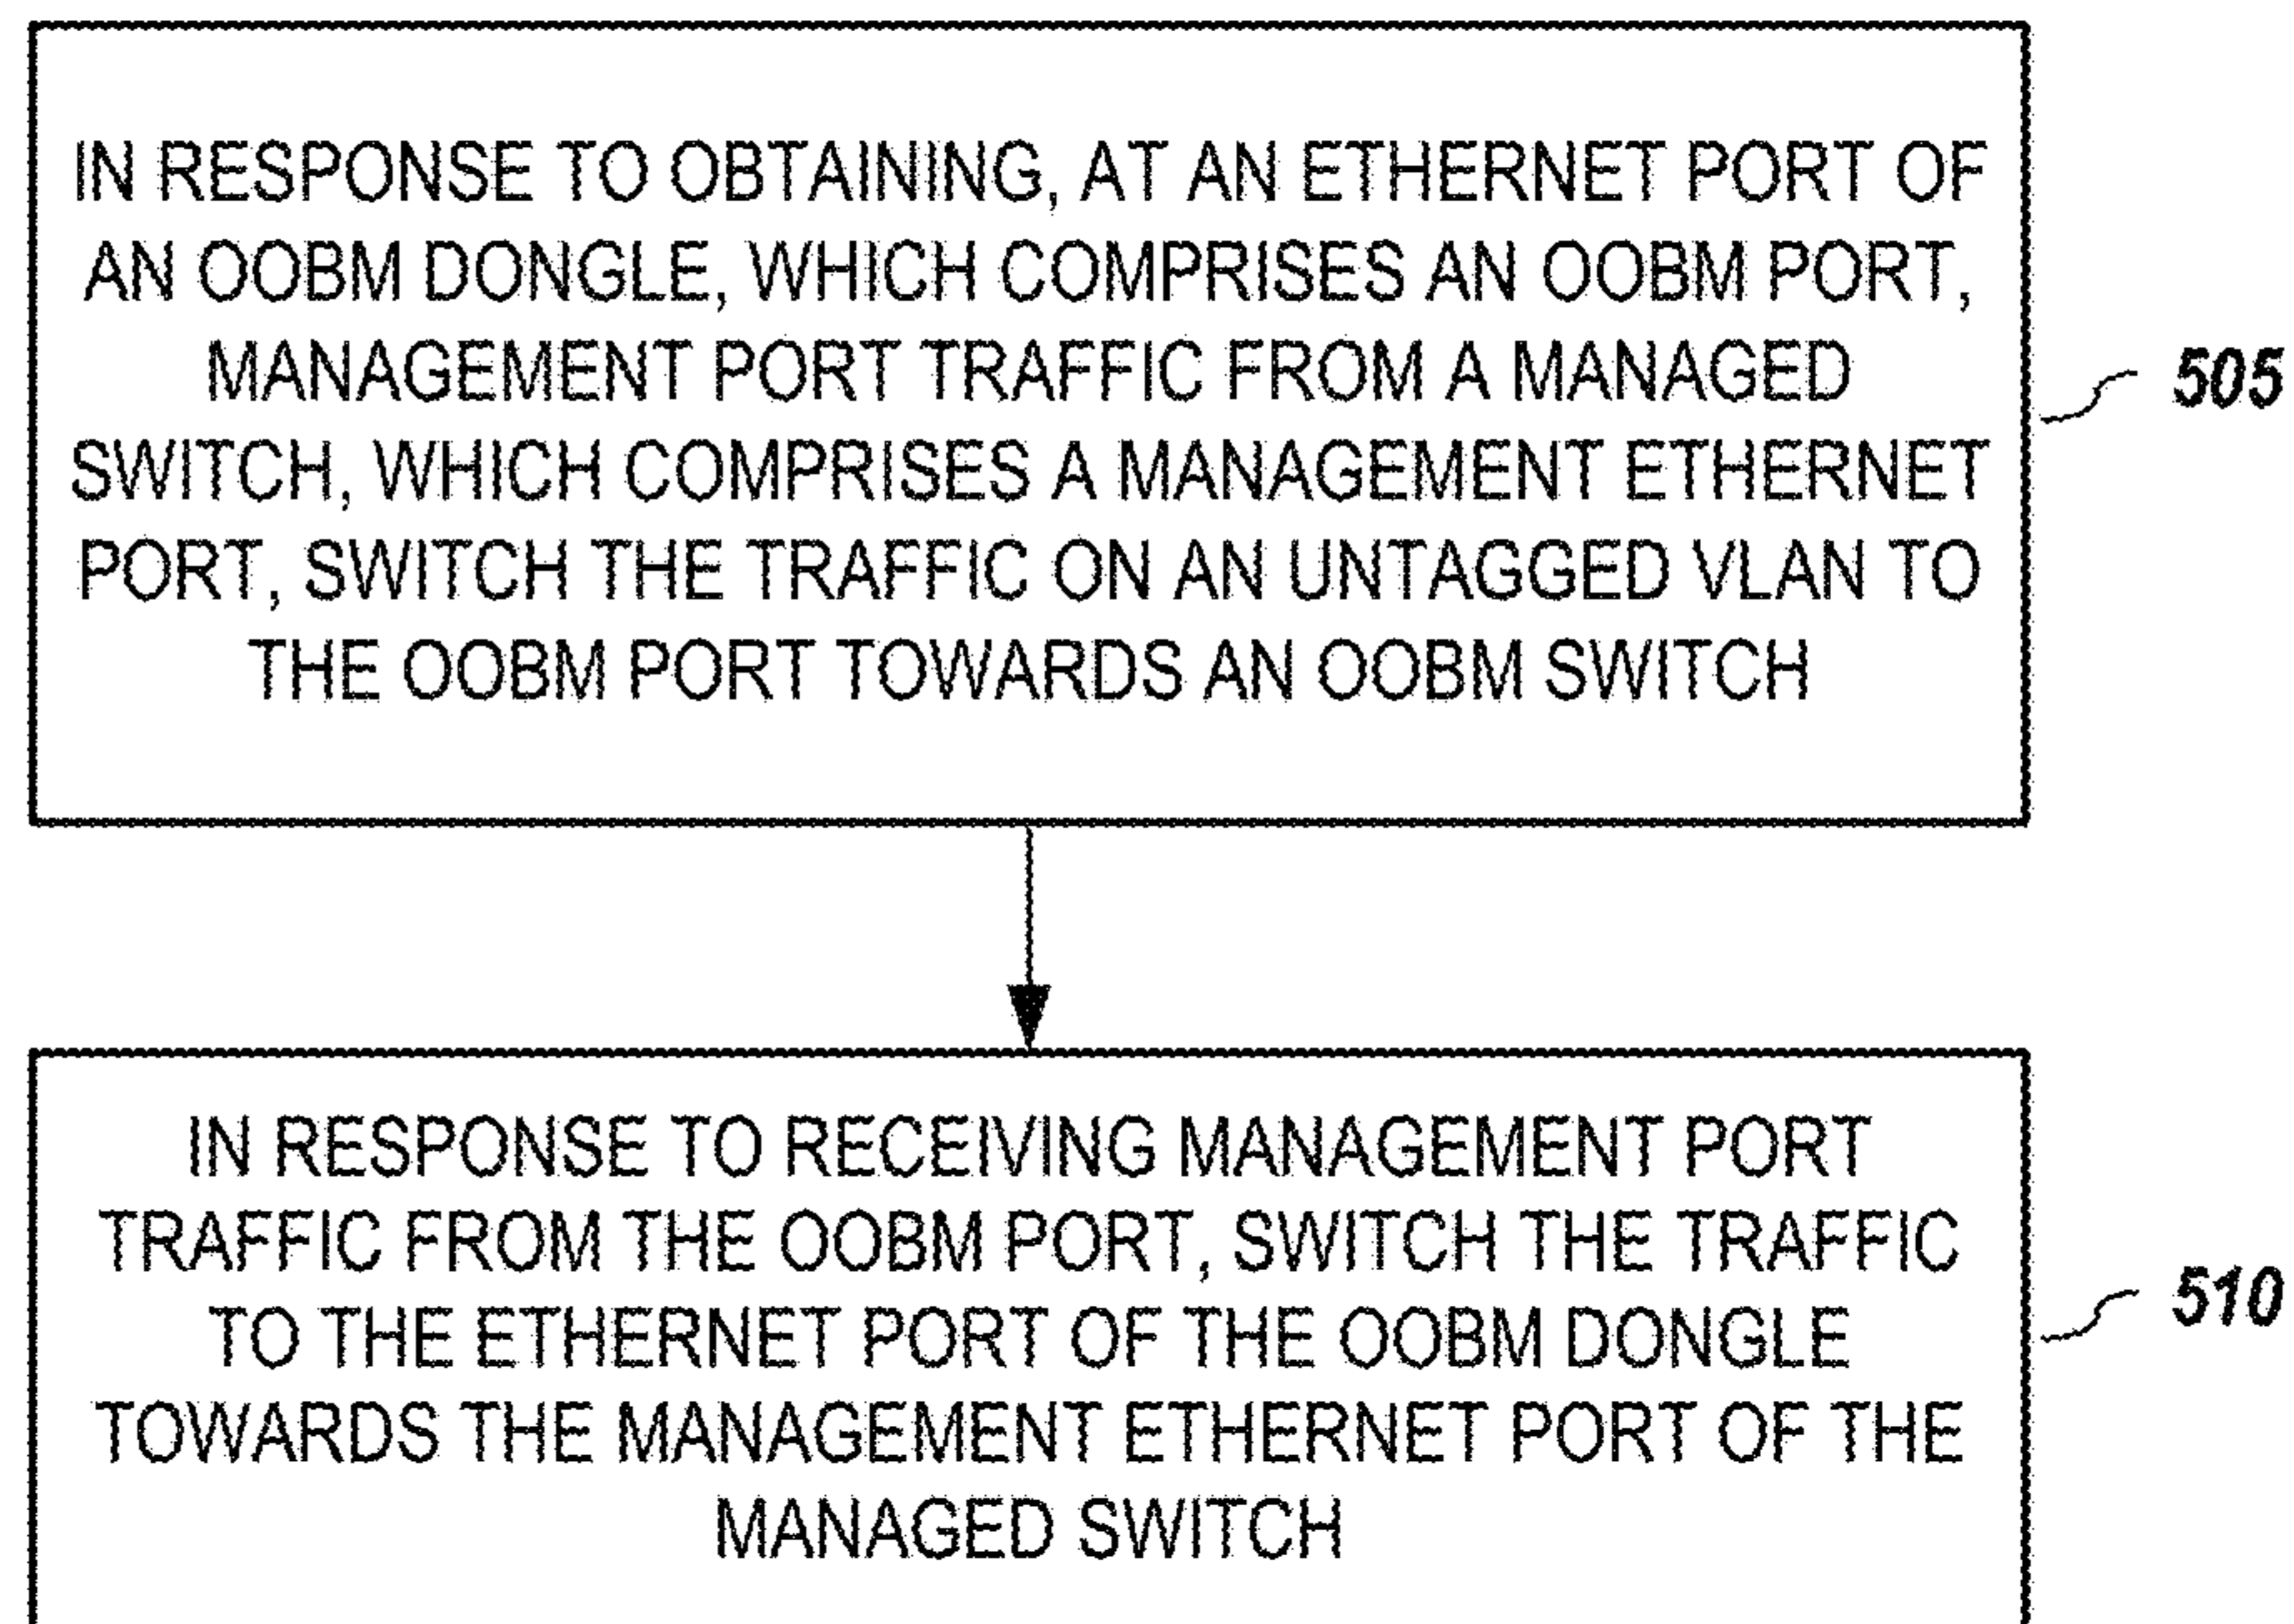 IN RESPONSE TO OBTAINING, AT AN ETHERNET PORT OF
AN OOBM DONGLE, WHICH COMPRISES AN OOBM PORT,
MANAGEMENT PORT TRAFFIC FROM A MANAGED
SWITCH, WHICH COMPRISES A MANAGEMENT ETHERNET
PORT, SWITCH THE TRAFFIC ON AN UNTAGGED VLAN TO
THE OOBM PORT TOWARDS AN OOBM SWITCH
505
IN RESPONSE TO RECEIVING MANAGEMENT PORT
TRAFFIC FROM THE OOBM PORT, SWITCH THE TRAFFIC
TO THE ETHERNET PORT OF THE OOBM DONGLE
TOWARDS THE MANAGEMENT ETHERNET PORT OF THE
MANAGED SWITCH
510